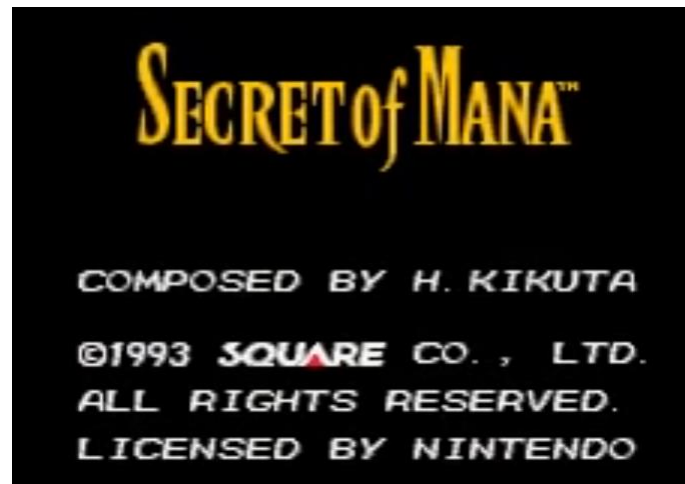 SECRET of MANA™
COMPOSED BY H. KIKUTA
©1993 SQUARE CO., LTD.
ALL RIGHTS RESERVED.
LICENSED BY NINTENDO